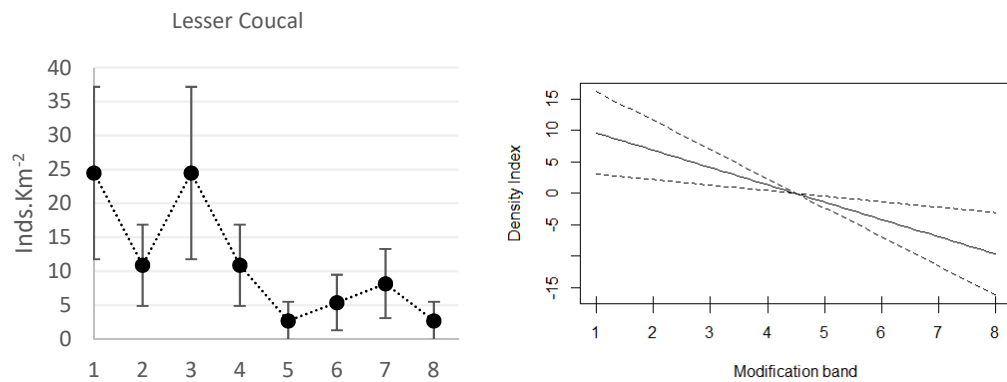 Lesser Coucal
Inds.Km-2
40
35
30
25
20
15
10
5
0
1 2 3 4 5 6 7 8
Density Index
15
10
5
0
-5
-15
1 2 3 4 5 6 7 8
Modification band